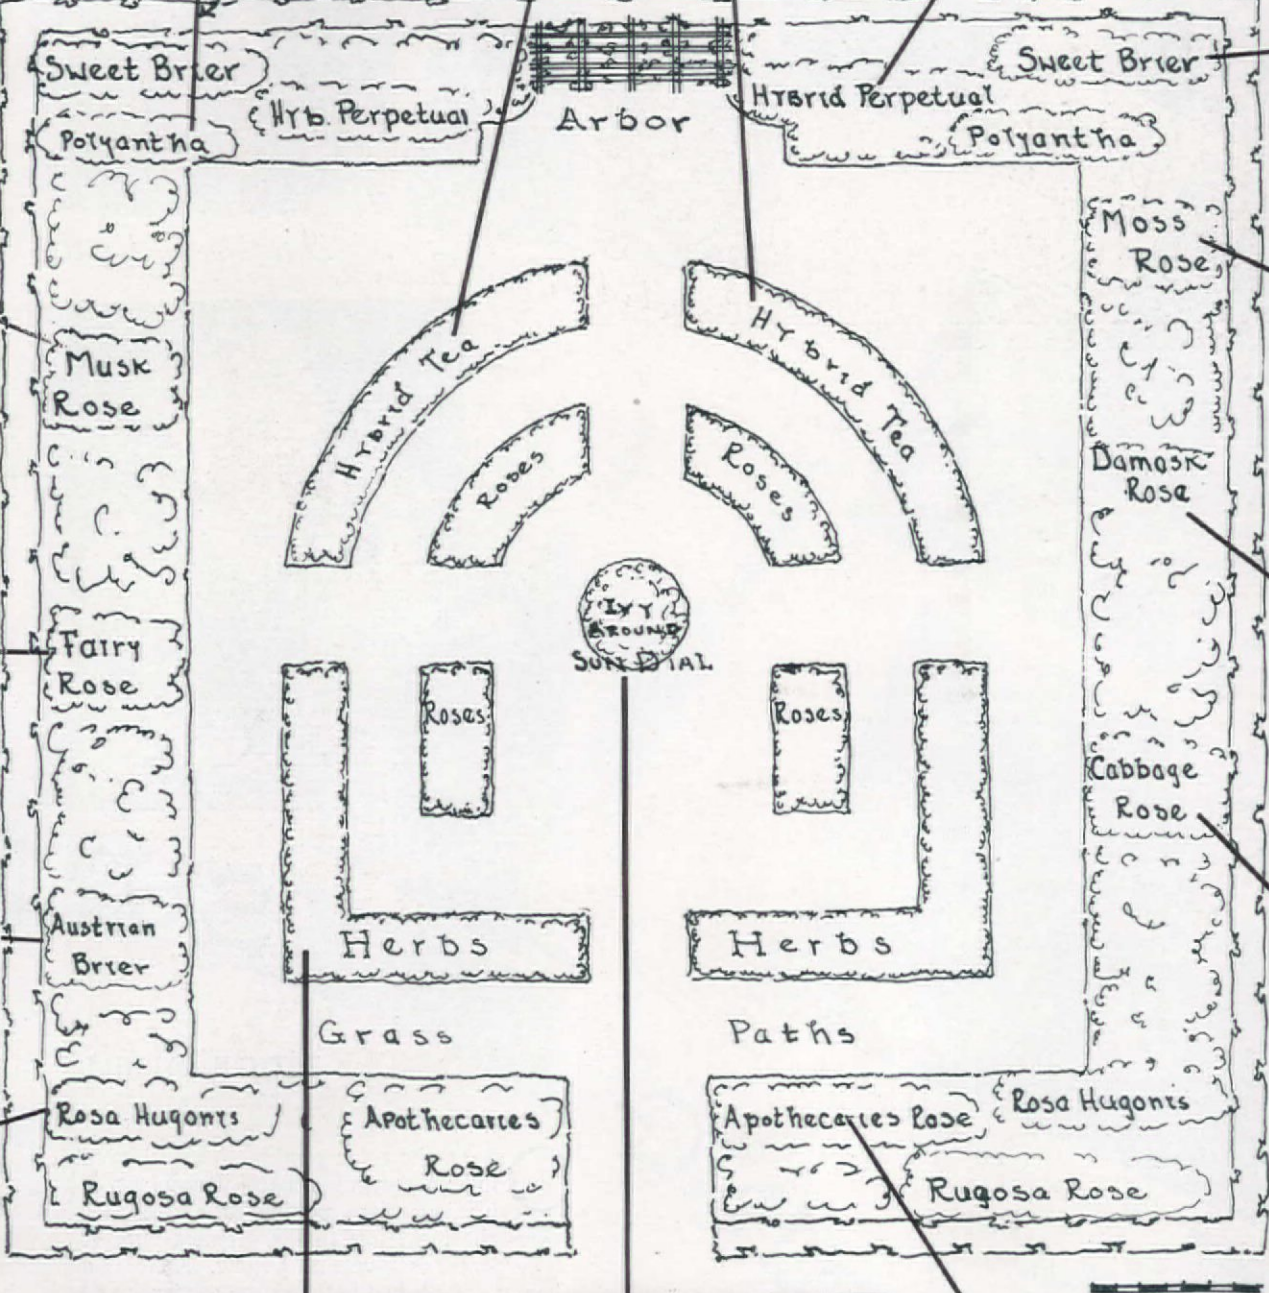 Sweet Brier
Hyb. Perpetual
Polyantha
Arbor
Hybrid Perpetual
Sweet Brier
Polyantha
Moss
Rose
Hybrid Tea
Hybrid Tea
Musk
Rose
Roses
Roses
Damask
Rose
Ivy
Around
Sun Dial
Fairy
Rose
Roses
Roses
Cabbage
Rose
Austrian
Brier
Herbs
Herbs
Grass
Paths
Rosa Hugonis
Apothecaries
Rose
Rugosa Rose
Apothecaries Rose
Rosa Hugonis
Rugosa Rose